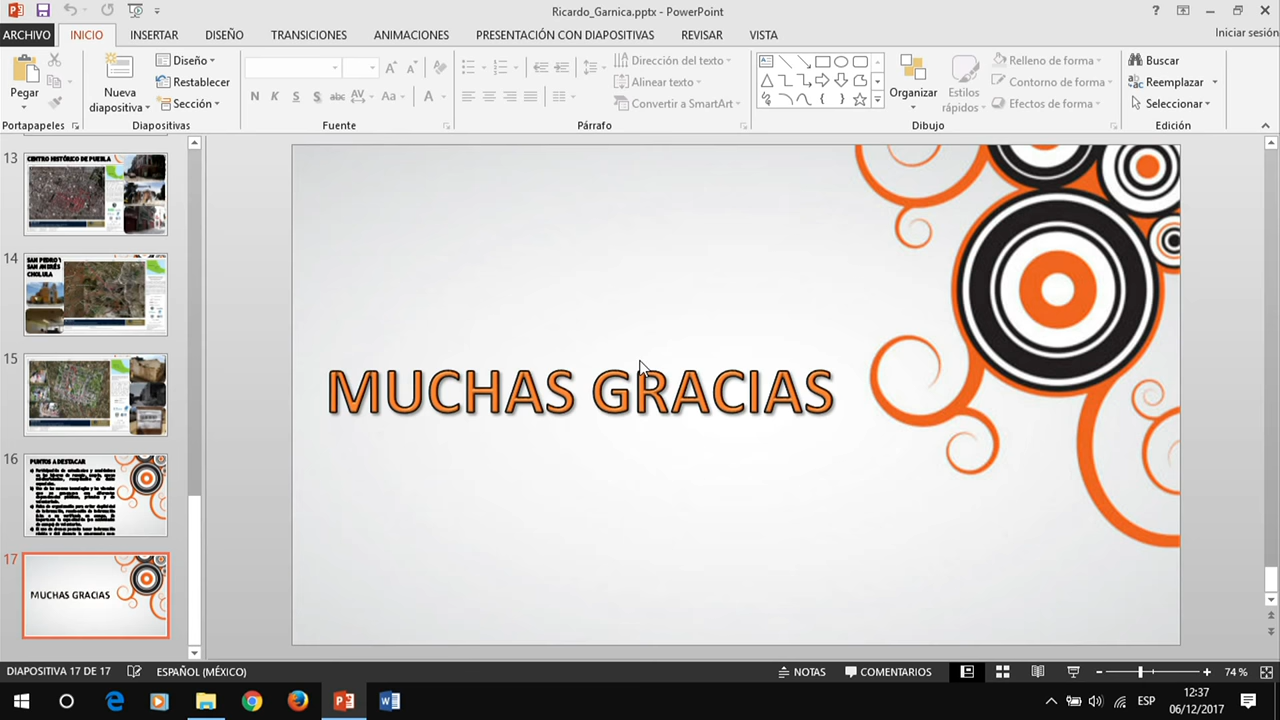 Ricardo_Garnica.pptx - PowerPoint
ARCHIVO INICIO INSERTAR DISEÑO TRANSICIONES ANIMACIONES PRESENTACIÓN CON DIAPOSITIVAS REVISAR VISTA Iniciar sesión
Pegar
Portapapeles
Nueva diapositiva
Diseño
Restablecer
Sección
Diapositivas
N K S S abc AV Aa A
Fuente
Dirección del texto
Alinear texto
Convertir a SmartArt
Párrafo
Organizar
Estilos rápidos
Relleno de forma
Contorno de forma
Efectos de forma
Dibujo
Buscar
Reemplazar
Seleccionar
Edición
13
CENTRO HISTÓRICO DE PUEBLA
14
SAN PEDRO Y
SAN ANDRÉS
CHOLULA
15
16
PUNTOS A DESTACAR
17
MUCHAS GRACIAS
MUCHAS GRACIAS
DIAPOSITIVA 17 DE 17 ESPAÑOL (MÉXICO) NOTAS COMENTARIOS 74 %
ESP
12:37
06/12/2017